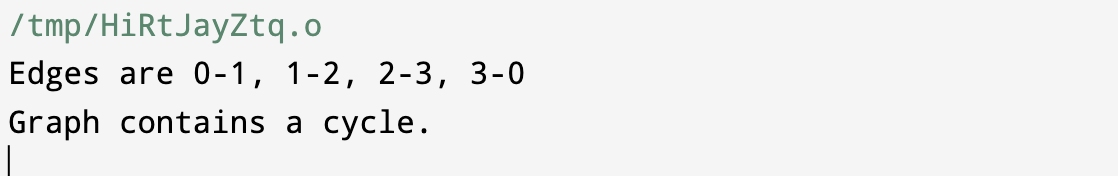 /tmp/HiRtJayZtq.o
Edges are 0-1, 1-2, 2-3, 3-0
Graph contains a cycle.